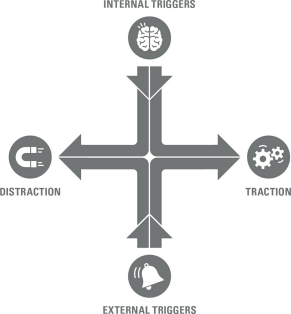 INTERNAL TRIGGERS
DISTRACTION
TRACTION
EXTERNAL TRIGGERS